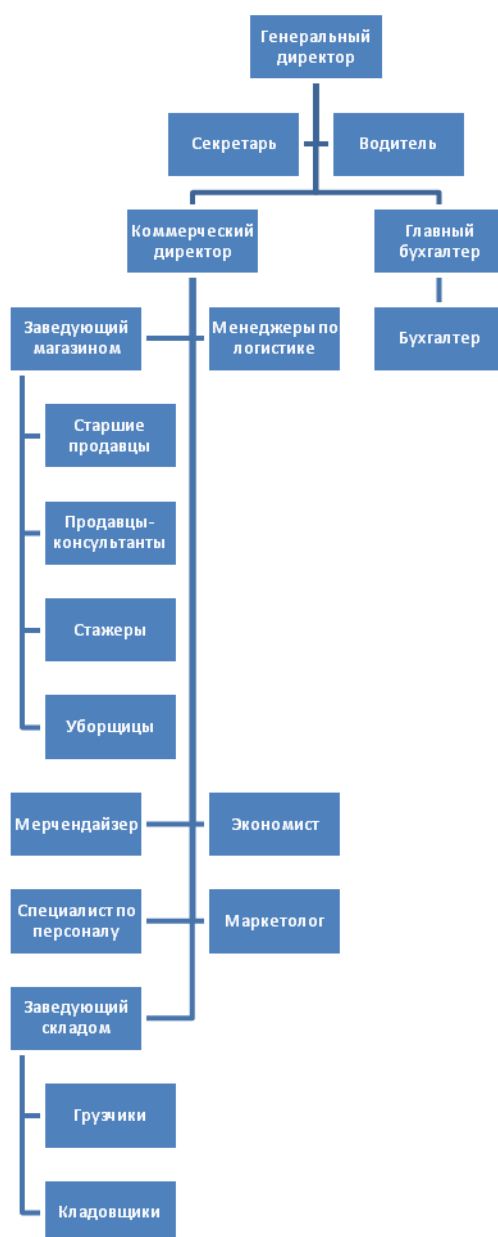 Генеральный
директор
Секретарь
Водитель
Коммерческий
директор
Главный
бухгалтер
Заведующий
магазином
Менеджеры по
логистике
Бухгалтер
Старшие
продавцы
Продавцы-
консультанты
Стажеры
Уборщицы
Мерчендайзер
Экономист
Специалист по
персоналу
Маркетолог
Заведующий
складом
Грузчики
Кладовщики